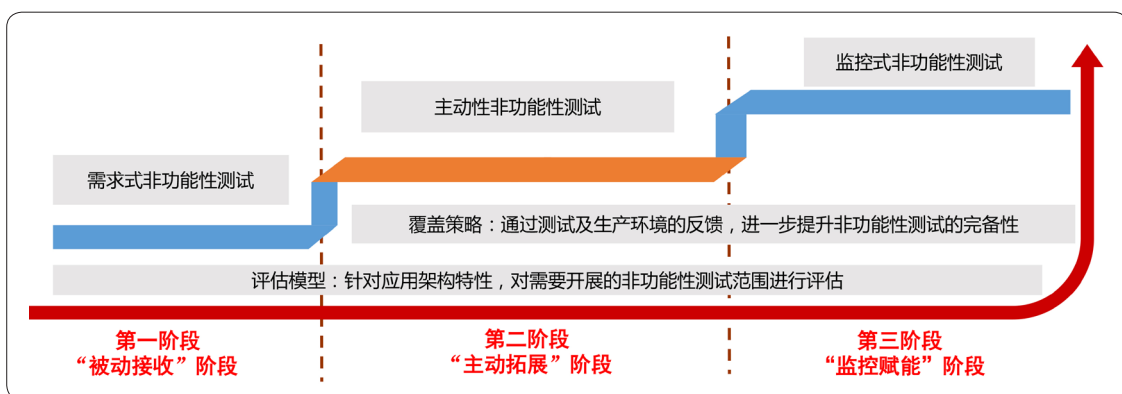 监控式非功能性测试
主动性非功能性测试
需求式非功能性测试
覆盖策略：通过测试及生产环境的反馈，进一步提升非功能性测试的完备性
评估模型：针对应用架构特性，对需要开展的非功能性测试范围进行评估
第一阶段
“被动接收”阶段
第二阶段
“主动拓展”阶段
第三阶段
“监控赋能”阶段